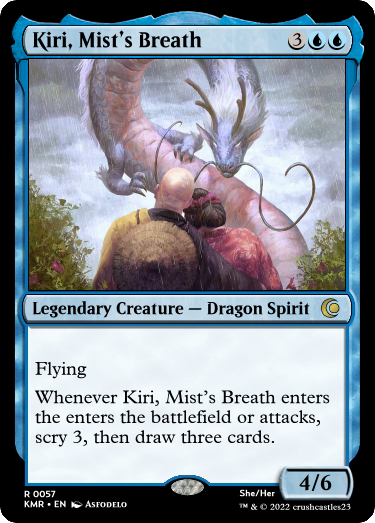 Kiri, Mist's Breath 3
Legendary Creature — Dragon Spirit
Flying
Whenever Kiri, Mist's Breath enters
the enters the battlefield or attacks,
scry 3, then draw three cards.
4/6
R 0057
KMR • EN Asfodelo
She/Her
™ & © 2022 crushcastles23